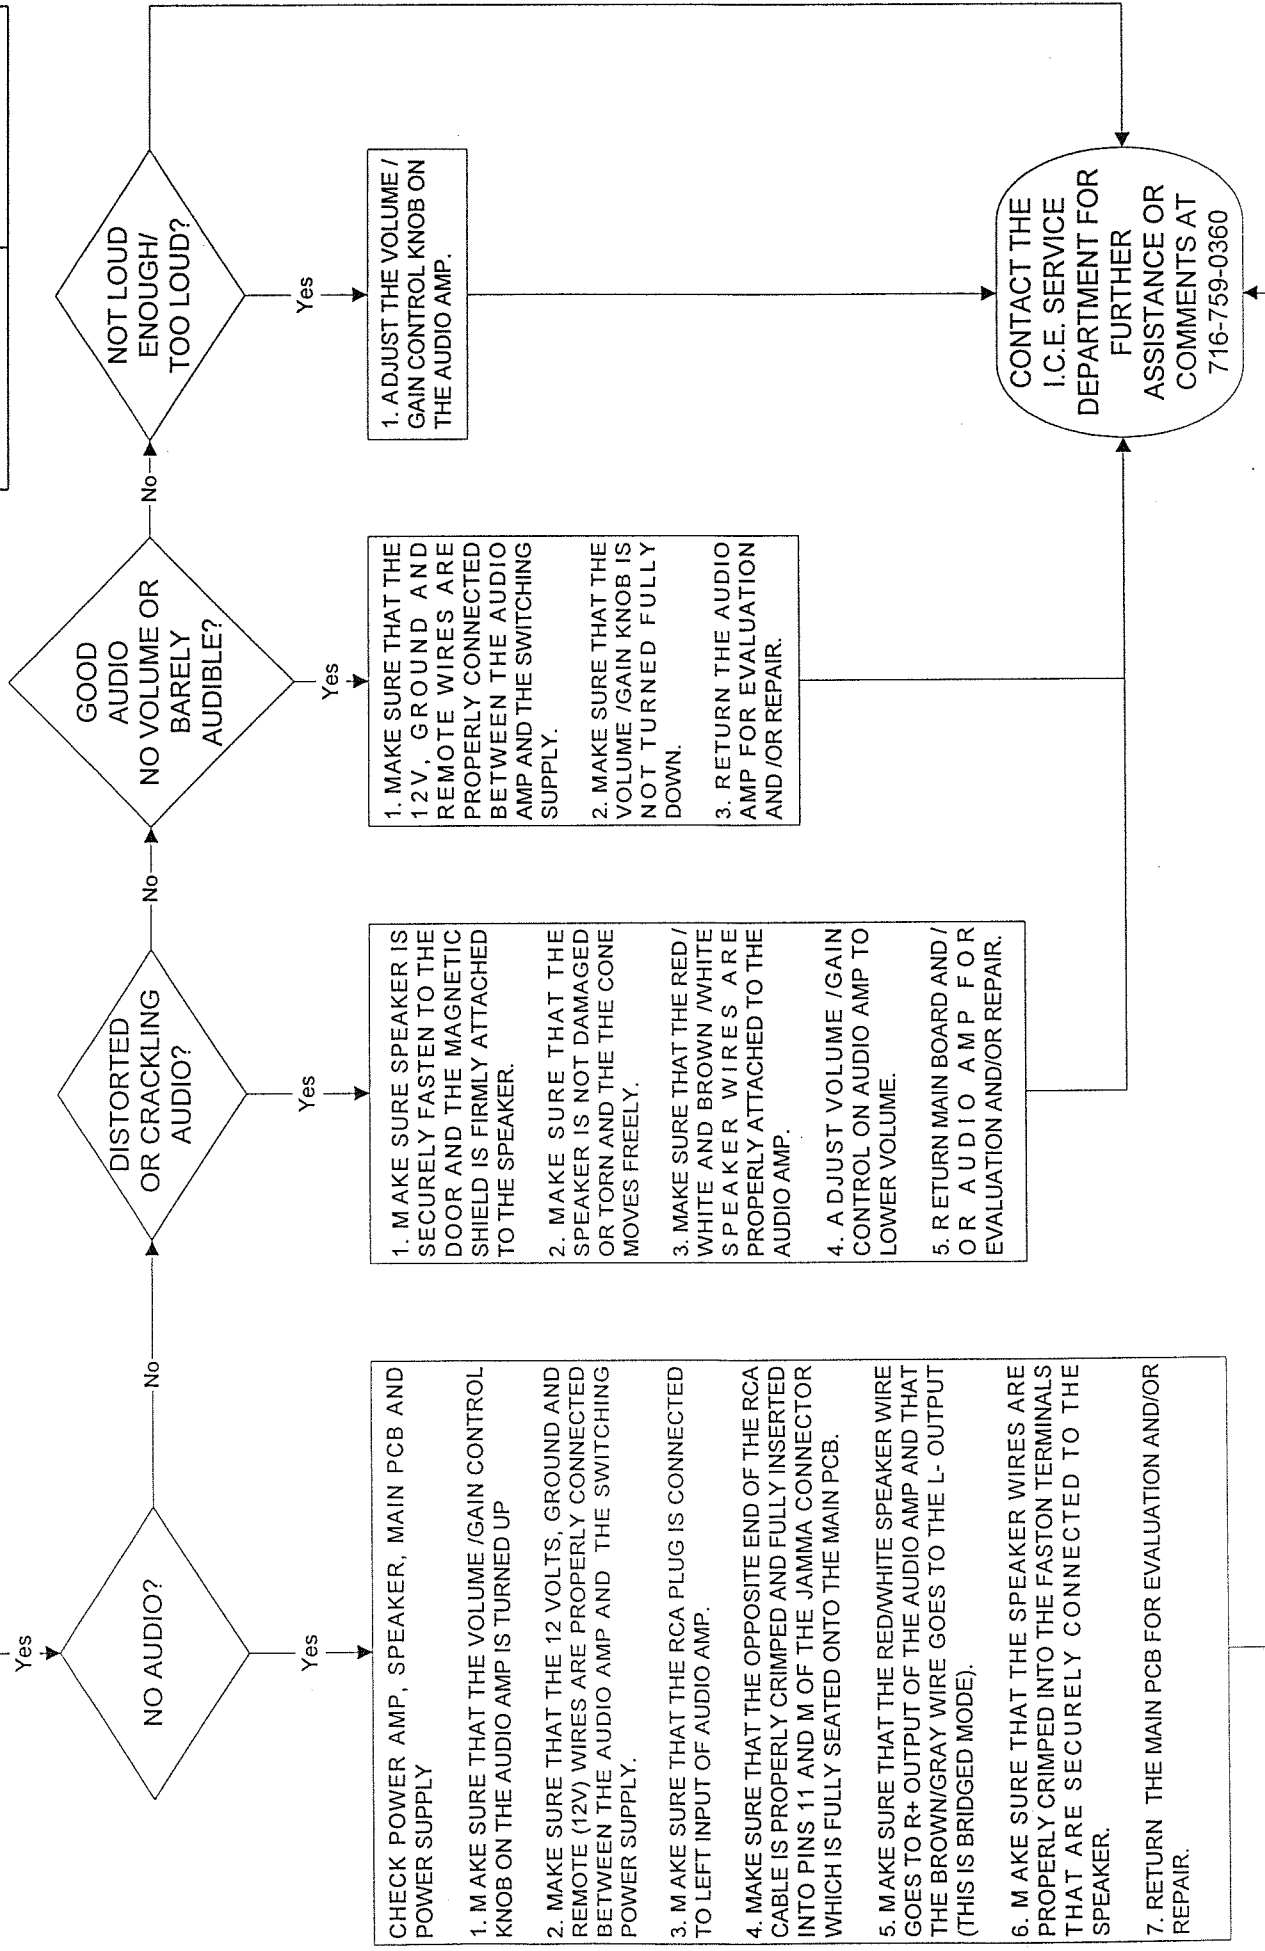 Yes
NO AUDIO?
Yes
CHECK POWER AMP, SPEAKER, MAIN PCB AND
POWER SUPPLY
1. MAKE SURE THAT THE VOLUME /GAIN CONTROL
KNOB ON THE AUDIO AMP IS TURNED UP
2. MAKE SURE THAT THE 12 VOLTS, GROUND AND
REMOTE (12V) WIRES ARE PROPERLY CONNECTED
BETWEEN THE AUDIO AMP AND THE SWITCHING
POWER SUPPLY.
3. MAKE SURE THAT THE RCA PLUG IS CONNECTED
TO LEFT INPUT OF AUDIO AMP.
4. MAKE SURE THAT THE OPPOSITE END OF THE RCA
CABLE IS PROPERLY CRIMPED AND FULLY INSERTED
INTO PINS 11 AND M OF THE JAMMA CONNECTOR
WHICH IS FULLY SEATED ONTO THE MAIN PCB.
5. MAKE SURE THAT THE RED/WHITE SPEAKER WIRE
GOES TO R+ OUTPUT OF THE AUDIO AMP AND THAT
THE BROWN/GRAY WIRE GOES TO THE L- OUTPUT
(THIS IS BRIDGED MODE).
6. MAKE SURE THAT THE SPEAKER WIRES ARE
PROPERLY CRIMPED INTO THE FASTON TERMINALS
THAT ARE SECURELY CONNECTED TO THE
SPEAKER.
7. RETURN THE MAIN PCB FOR EVALUATION AND/OR
REPAIR.
No
DISTORTED
OR CRACKLING
AUDIO?
Yes
1. MAKE SURE SPEAKER IS
SECURELY FASTEN TO THE
DOOR AND THE MAGNETIC
SHIELD IS FIRMLY ATTACHED
TO THE SPEAKER.
2. MAKE SURE THAT THE
SPEAKER IS NOT DAMAGED
OR TORN AND THE THE CONE
MOVES FREELY.
3. MAKE SURE THAT THE RED /
WHITE AND BROWN /WHITE
SPEAKER WIRES ARE
PROPERLY ATTACHED TO THE
AUDIO AMP.
4. ADJUST VOLUME /GAIN
CONTROL ON AUDIO AMP TO
LOWER VOLUME.
5. RETURN MAIN BOARD AND /
OR AUDIO AMP FOR
EVALUATION AND/OR REPAIR.
No
GOOD
AUDIO
NO VOLUME OR
BARELY
AUDIBLE?
Yes
1. MAKE SURE THAT THE
12V, GROUND AND
REMOTE WIRES ARE
PROPERLY CONNECTED
BETWEEN THE AUDIO
AMP AND THE SWITCHING
SUPPLY.
2. MAKE SURE THAT THE
VOLUME /GAIN KNOB IS
NOT TURNED FULLY
DOWN.
3. RETURN THE AUDIO
AMP FOR EVALUATION
AND /OR REPAIR.
No
NOT LOUD
ENOUGH/
TOO LOUD?
Yes
1. ADJUST THE VOLUME /
GAIN CONTROL KNOB ON
THE AUDIO AMP.
CONTACT THE
I.C.E. SERVICE
DEPARTMENT FOR
FURTHER
ASSISTANCE OR
COMMENTS AT
716-759-0360